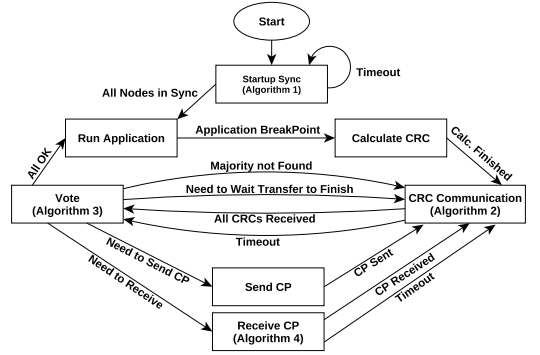 Start
Startup Sync
(Algorithm 1)
Timeout
All Nodes in Sync
Run Application
Application BreakPoint
Calculate CRC
Calc. Finished
All OK
Majority not Found
Need to Wait Transfer to Finish
Vote
(Algorithm 3)
CRC Communication
(Algorithm 2)
All CRCs Received
Timeout
Need to Send CP
Need to Receive
Send CP
CP Sent
CP Received
Timeout
Receive CP
(Algorithm 4)